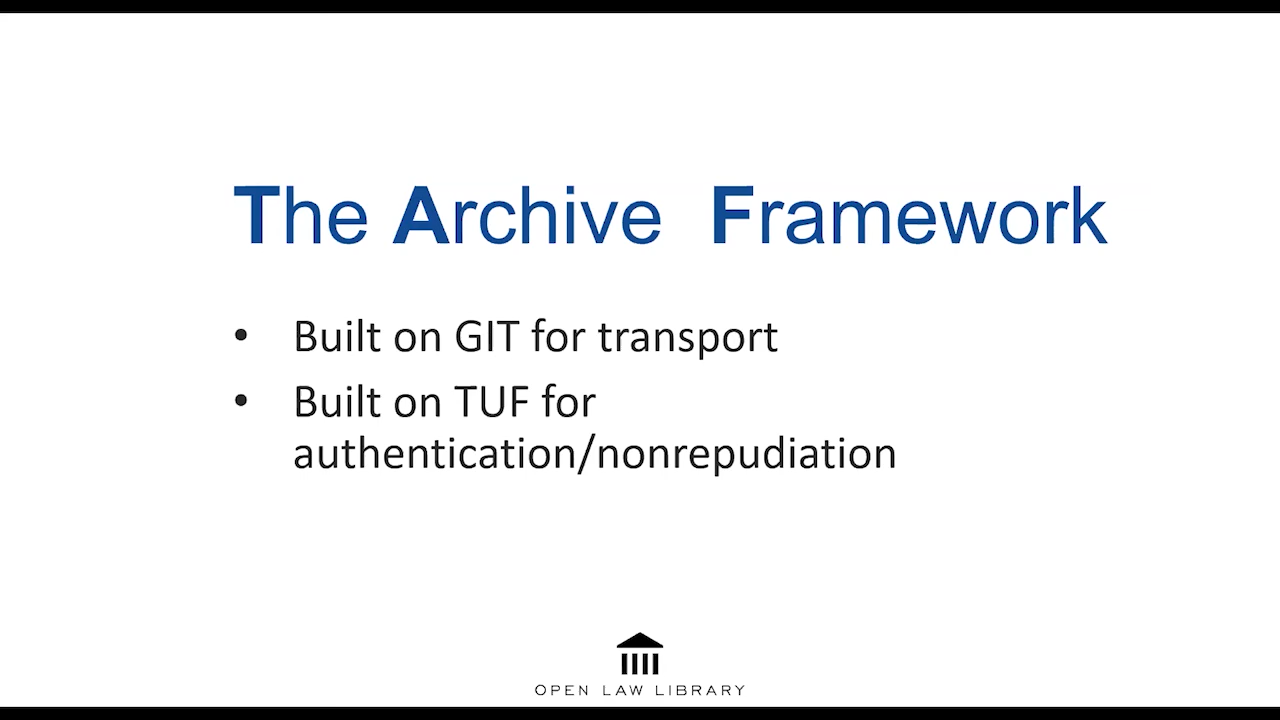 The Archive Framework
• Built on GIT for transport
• Built on TUF for
authentication/nonrepudiation
OPEN LAW LIBRARY